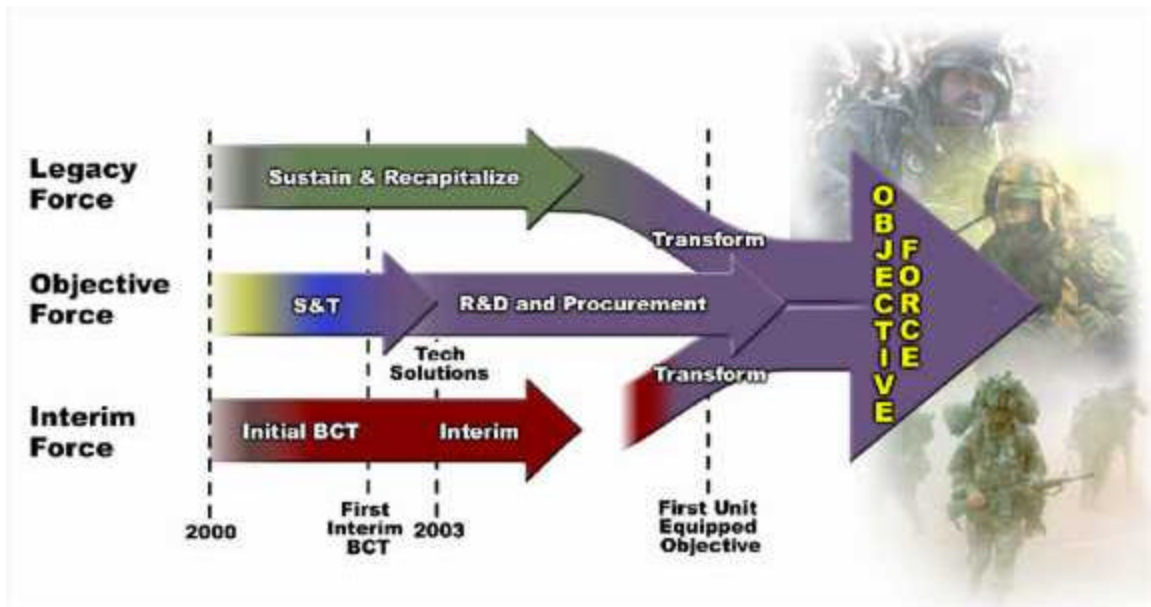 Legacy
Force
Sustain & Recapitalize
Transform
Objective
Force
S&T
R&D and Procurement
Tech
Solutions
Transform
Interim
Force
Initial BCT
Interim
2000
First
Interim
BCT
2003
First Unit
Equipped
Objective
OBJECTIVE
FORCE